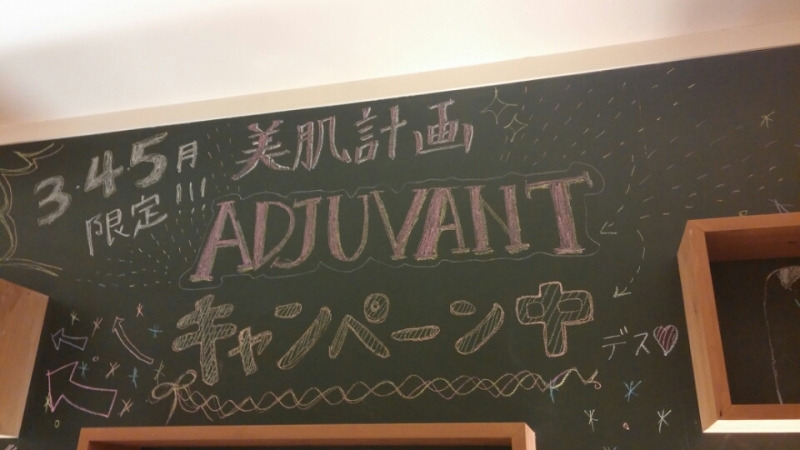 3.4.5月
限定!!!
美肌計画
ADJUVANT
キャンペーン中
デス♡